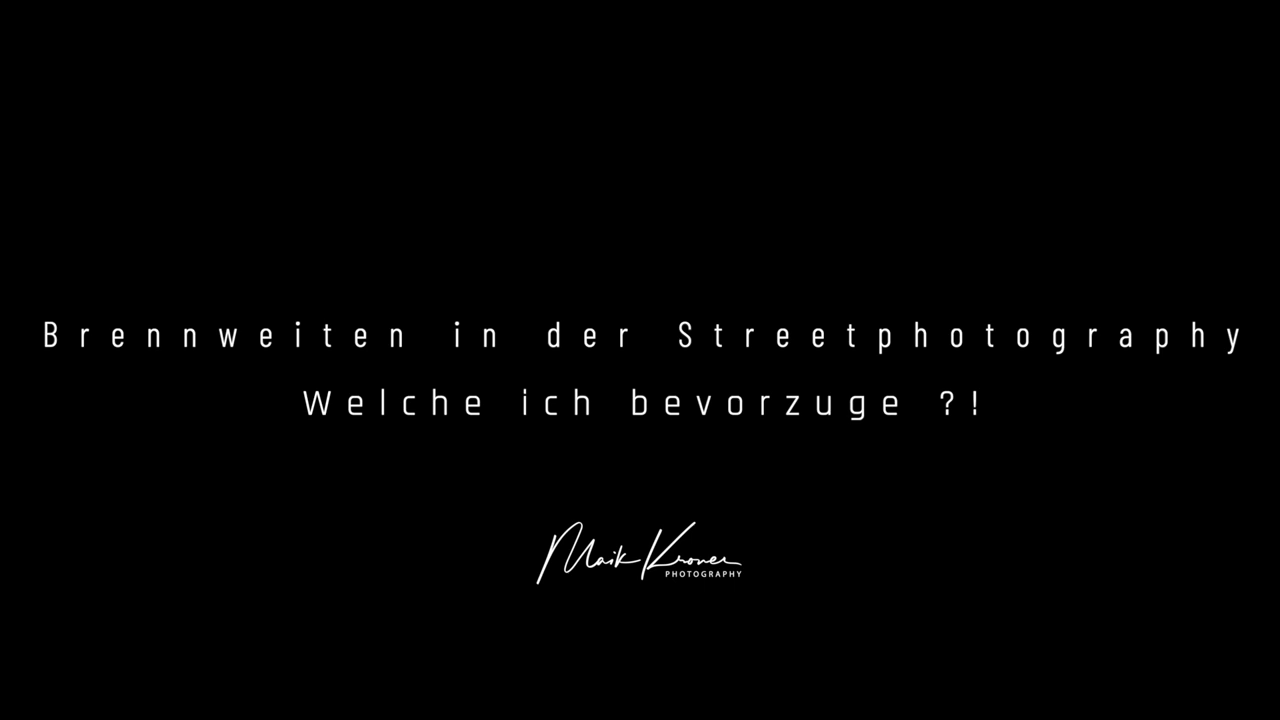 Brennweiten in der Streetphotography
Welche ich bevorzuge ?!
Maik Kroner
PHOTOGRAPHY